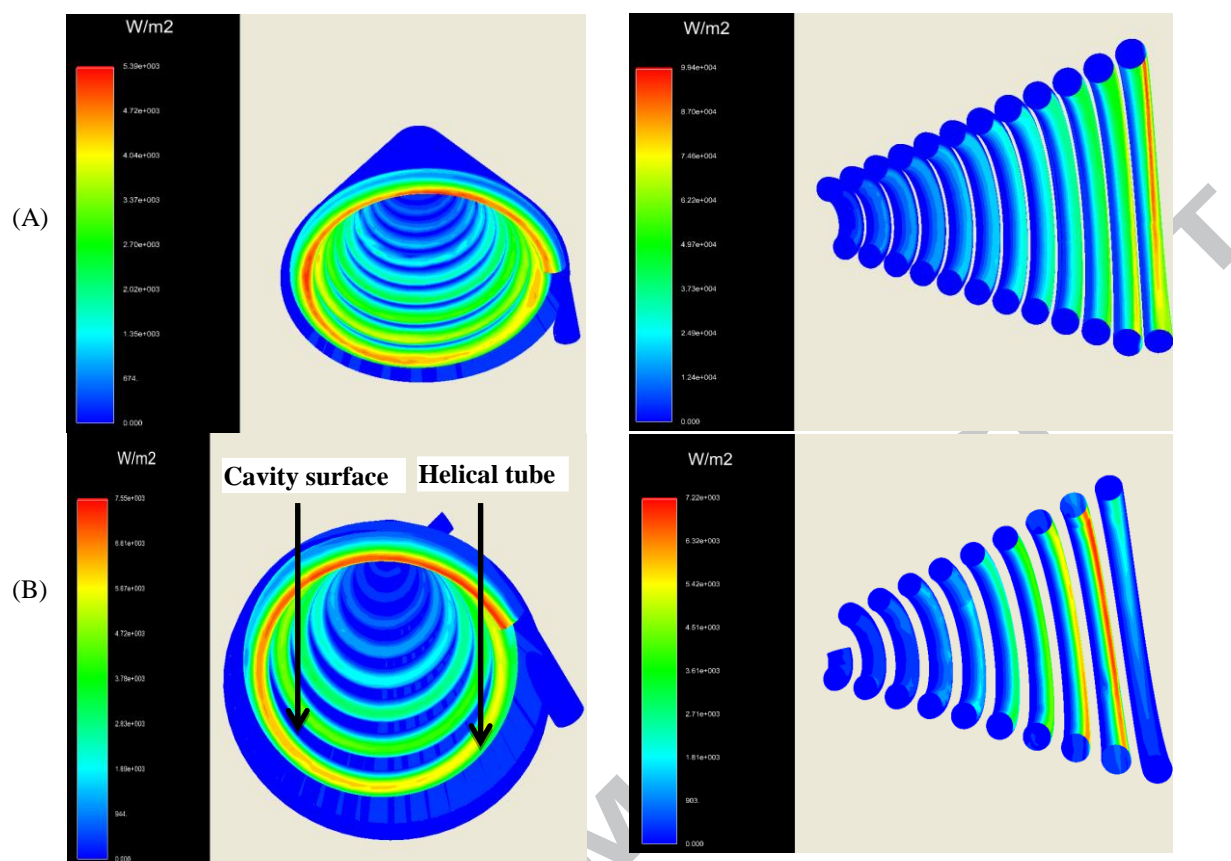 W/m2
5.39e+003
4.72e+003
4.04e+003
3.37e+003
2.70e+003
2.02e+003
1.35e+003
674.
0.000
W/m2
9.94e+004
8.70e+004
7.46e+004
6.22e+004
4.97e+004
3.73e+004
2.49e+004
1.24e+004
0.000
(A)
W/m2
7.55e+003
6.61e+003
5.67e+003
4.72e+003
3.78e+003
2.83e+003
1.89e+003
944.
0.000
Cavity surface
Helical tube
W/m2
7.22e+003
6.32e+003
5.42e+003
4.51e+003
3.61e+003
2.71e+003
1.81e+003
903.
0.000
(B)
T
M